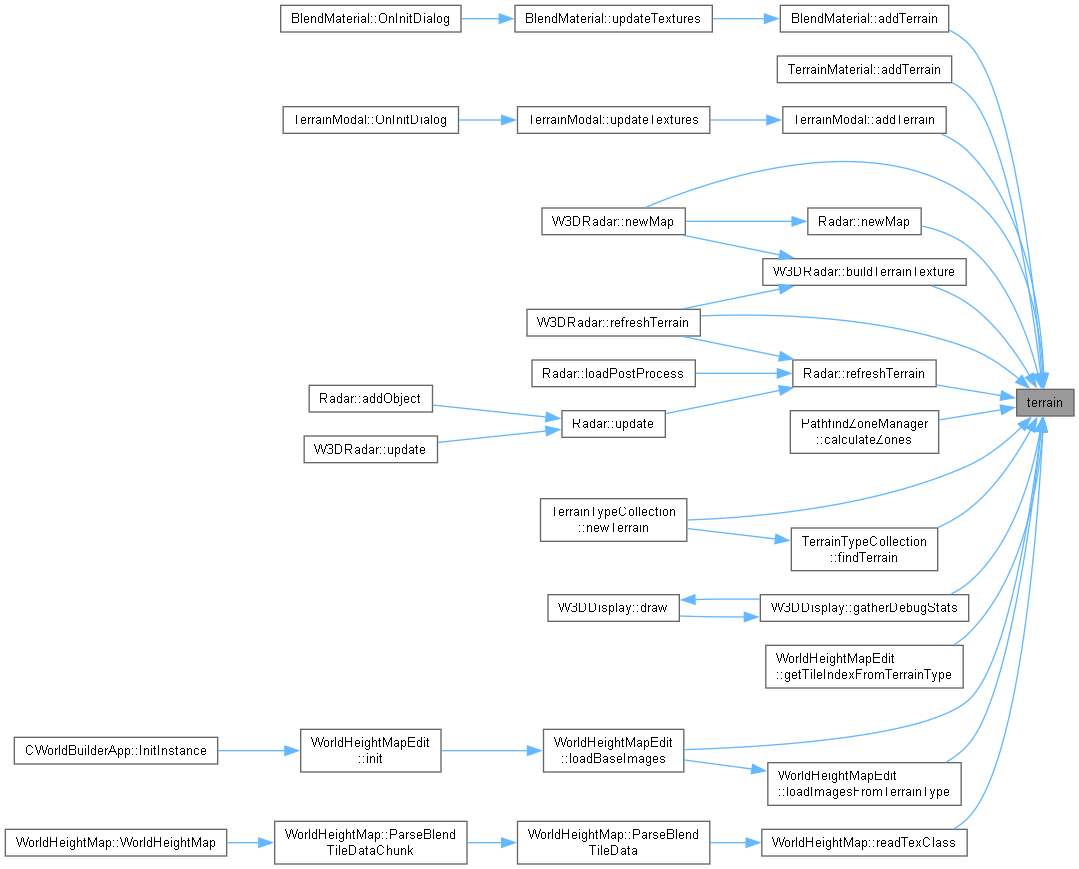 BlendMaterial::OnInitDialog
BlendMaterial::updateTextures
BlendMaterial::addTerrain
TerrainMaterial::addTerrain
TerrainModal::OnInitDialog
TerrainModal::updateTextures
TerrainModal::addTerrain
W3DRadar::newMap
Radar::newMap
W3DRadar::buildTerrainTexture
W3DRadar::refreshTerrain
Radar::loadPostProcess
Radar::refreshTerrain
terrain
Radar::addObject
Radar::update
PathfindZoneManager
::calculateZones
W3DRadar::update
TerrainTypeCollection
::newTerrain
TerrainTypeCollection
::findTerrain
W3DDisplay::draw
W3DDisplay::gatherDebugStats
WorldHeightMapEdit
::getTileIndexFromTerrainType
CWorldBuilderApp::InitInstance
WorldHeightMapEdit
::init
WorldHeightMapEdit
::loadBaseImages
WorldHeightMapEdit
::loadImagesFromTerrainType
WorldHeightMap::WorldHeightMap
WorldHeightMap::ParseBlend
TileDataChunk
WorldHeightMap::ParseBlend
TileData
WorldHeightMap::readTexClass